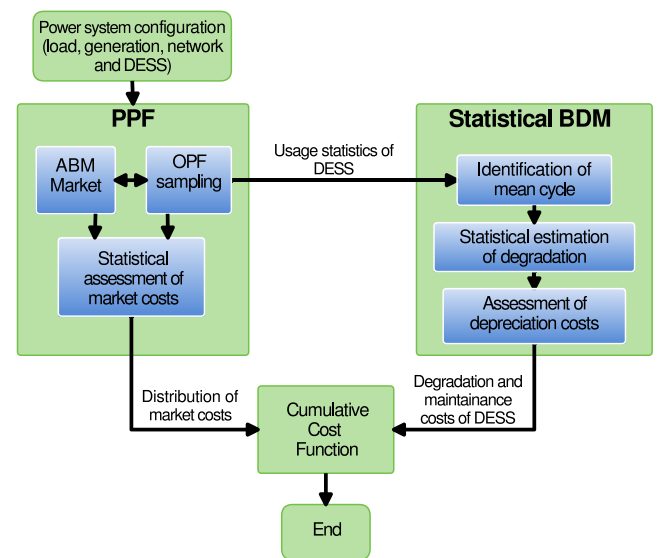 Power system configuration
(load, generation, network
and DESS)
PPF
ABM
Market
OPF
sampling
Statistical
assessment of
market costs
Usage statistics of
DESS
Statistical BDM
Identification of
mean cycle
Statistical estimation
of degradation
Assessment of
depreciation costs
Distribution of
market costs
Cumulative
Cost
Function
Degradation and
maintainance
costs of DESS
End